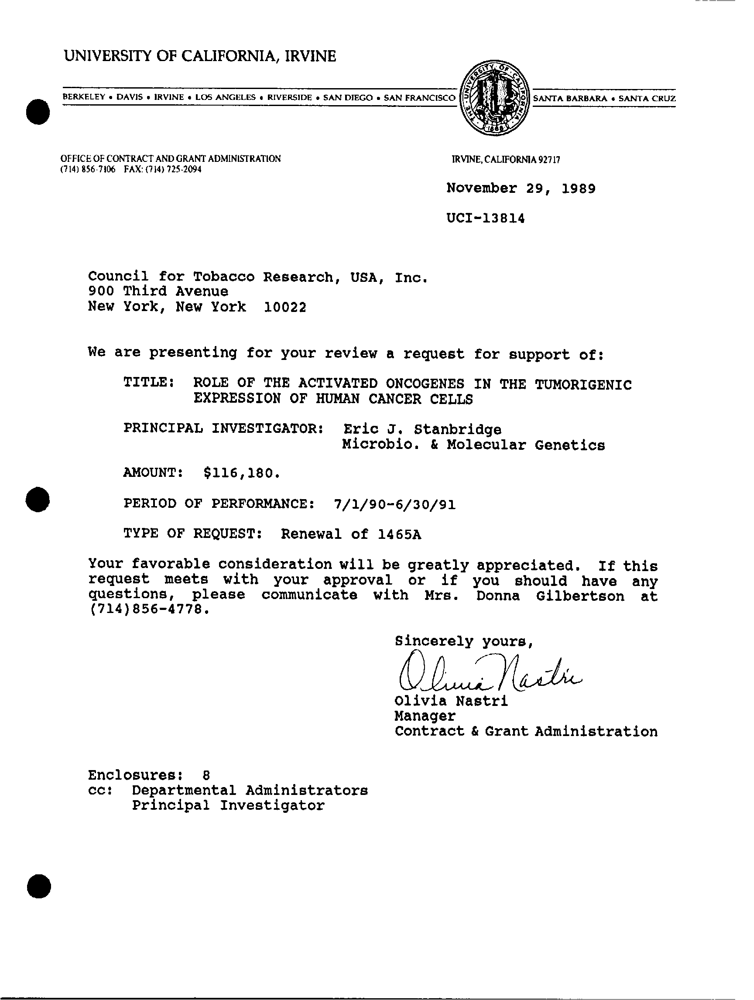 UNIVERSITY OF CALIFORNIA, IRVINE
BERKELEY • DAVIS • IRVINE • LOS ANGELES • RIVERSIDE • SAN DIEGO • SAN FRANCISCO
SANTA BARBARA • SANTA CRUZ
THE UNIVERSITY OF CALIFORNIA
1868
OFFICE OF CONTRACT AND GRANT ADMINISTRATION
(714) 856-7106 FAX: (714) 725-2094
IRVINE, CALIFORNIA 92717
November 29, 1989
UCI-13814
Council for Tobacco Research, USA, Inc.
900 Third Avenue
New York, New York 10022
We are presenting for your review a request for support of:
TITLE: ROLE OF THE ACTIVATED ONCOGENES IN THE TUMORIGENIC
EXPRESSION OF HUMAN CANCER CELLS
PRINCIPAL INVESTIGATOR: Eric J. Stanbridge
Microbio. & Molecular Genetics
AMOUNT: $116,180.
PERIOD OF PERFORMANCE: 7/1/90-6/30/91
TYPE OF REQUEST: Renewal of 1465A
Your favorable consideration will be greatly appreciated. If this
request meets with your approval or if you should have any
questions, please communicate with Mrs. Donna Gilbertson at
(714)856-4778.
Sincerely yours,
Olivia Nastri
Olivia Nastri
Manager
Contract & Grant Administration
Enclosures: 8
cc: Departmental Administrators
Principal Investigator